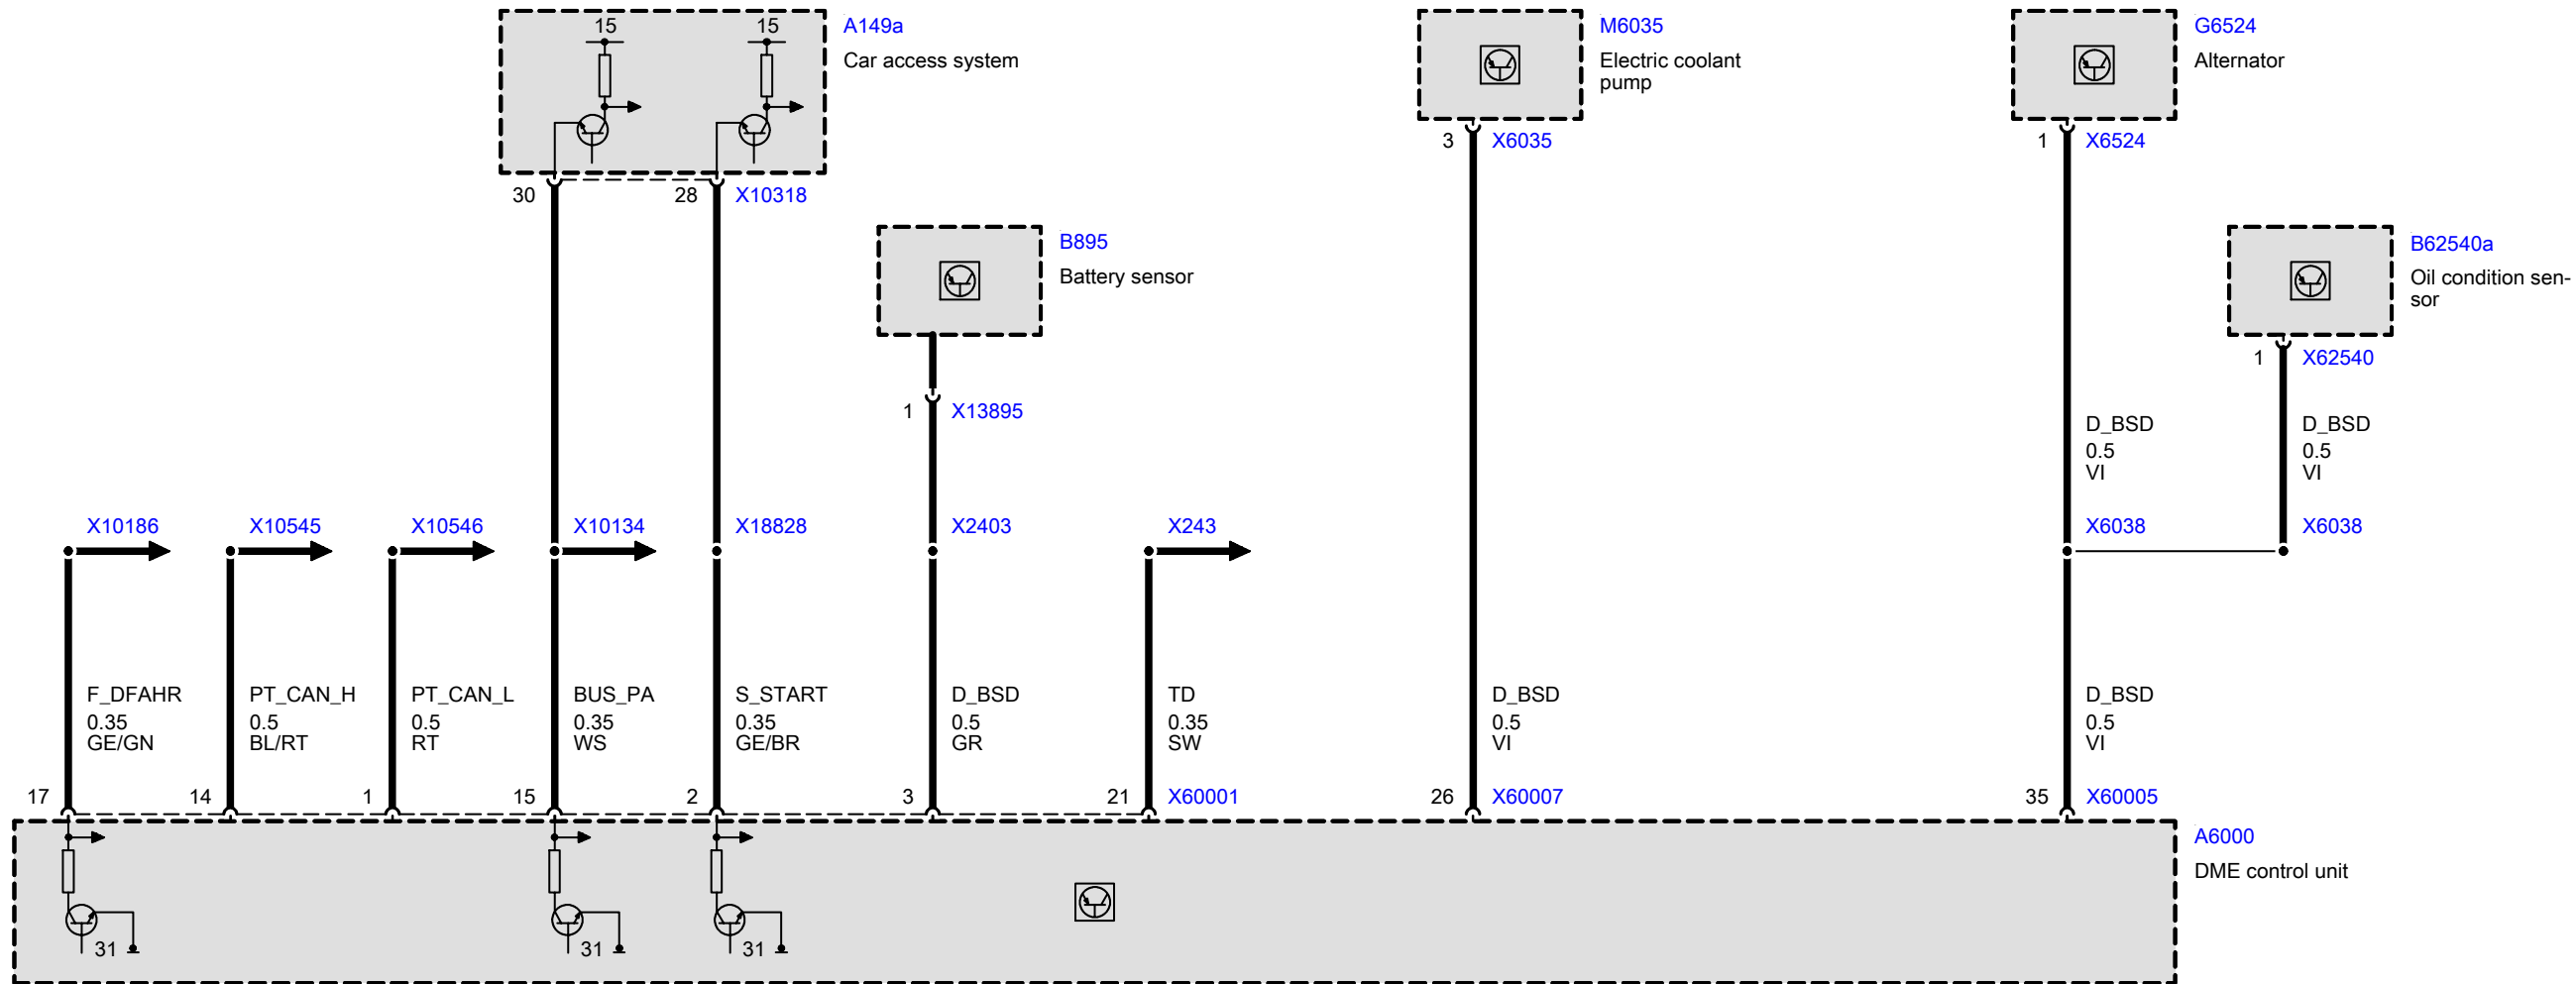 15
15
A149a
Car access system
M6035
Electric coolant
pump
G6524
Alternator
3
X6035
1
X6524
30
28
X10318
B895
Battery sensor
B62540a
Oil condition sen-
sor
1
X62540
1
X13895
D_BSD
0.5
VI
D_BSD
0.5
VI
X10186
X10545
X10546
X10134
X18828
X2403
X243
X6038
X6038
F_DFAHR
0.35
GE/GN
PT_CAN_H
0.5
BL/RT
PT_CAN_L
0.5
RT
BUS_PA
0.35
WS
S_START
0.35
GE/BR
D_BSD
0.5
GR
TD
0.35
SW
D_BSD
0.5
VI
D_BSD
0.5
VI
17
14
1
15
2
3
21
X60001
26
X60007
35
X60005
A6000
DME control unit
31
31
31